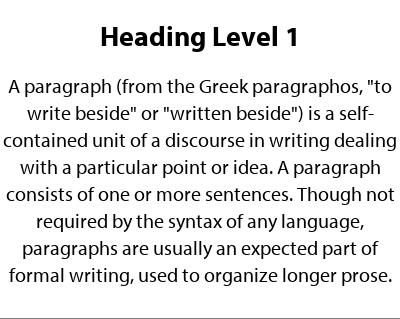 Heading Level 1
A paragraph (from the Greek paragraphos, "to
write beside" or "written beside") is a self-
contained unit of a discourse in writing dealing
with a particular point or idea. A paragraph
consists of one or more sentences. Though not
required by the syntax of any language,
paragraphs are usually an expected part of
formal writing, used to organize longer prose.